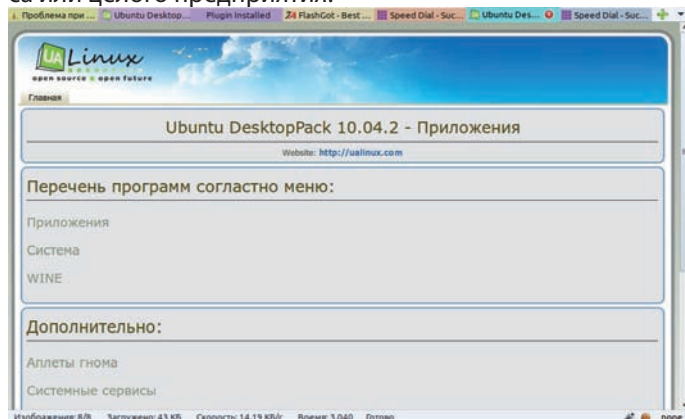 са или целого предприятия.
Проблема при ... Ubuntu Desktop... Plugin Installed FlashGot - Best ... Speed Dial - Suc... Ubuntu Des... Speed Dial - Suc...
UA Linux
open source & open future
Главная
Ubuntu DesktopPack 10.04.2 - Приложения
Website: http://ualinux.com
Перечень программ согластно меню:
Приложения
Система
WINE
Дополнительно:
Апплеты гнома
Системные сервисы
Изображения: 8/8 Загружено: 43 КБ Скорость: 14,19 КБ/с Время: 3.040 Готово